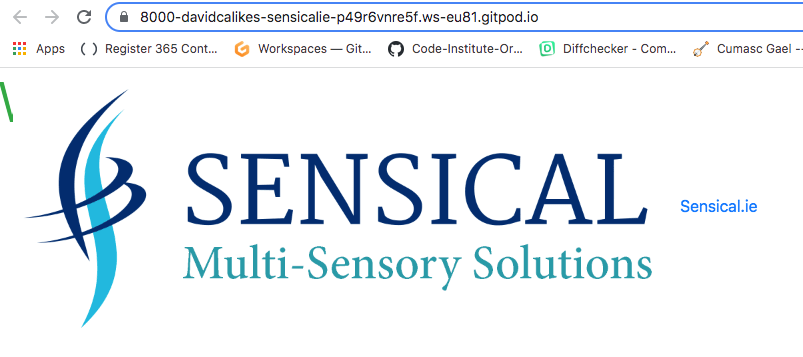 8000-davidcalikes-sensicalie-p49r6vnre5f.ws-eu81.gitpod.io
Apps ( ) Register 365 Cont... Workspaces — Git... Code-Institute-Or... Diffchecker - Com... Cumasc Gael --
SENSICAL
Sensical.ie
Multi-Sensory Solutions